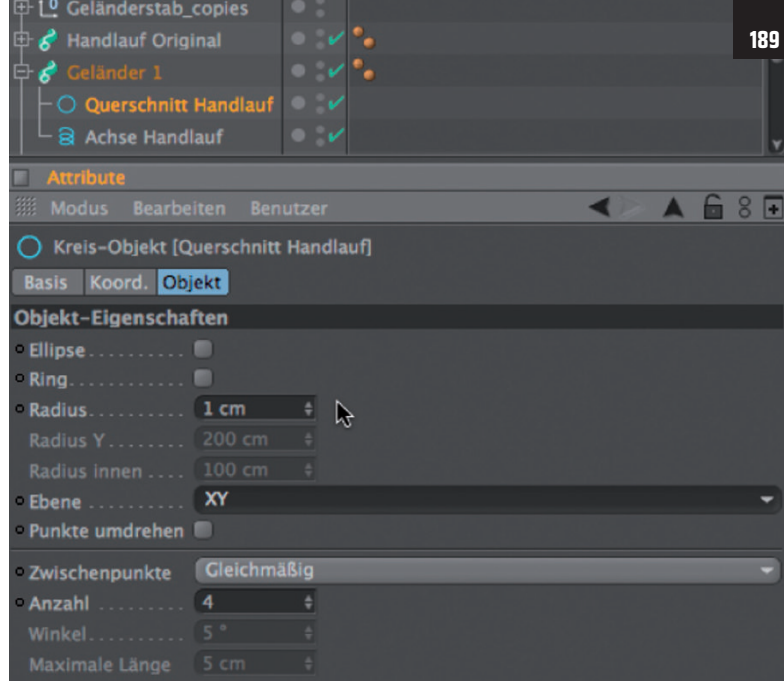 Geländerstab_copies
189
Handlauf Original
Geländer 1
Querschnitt Handlauf
Achse Handlauf
Attribute
Modus Bearbeiten Benutzer
Kreis-Objekt [Querschnitt Handlauf]
Basis Koord. Objekt
Objekt-Eigenschaften
Ellipse . . . . . . . . . .
Ring. . . . . . . . . . . .
Radius. . . . . . . . . . 1 cm
Radius Y . . . . . . . . 200 cm
Radius innen . . . . 100 cm
Ebene . . . . . . . . . . XY
Punkte umdrehen
Zwischenpunkte Gleichmäßig
Anzahl . . . . . . . . . 4
Winkel. . . . . . . . . . 5 °
Maximale Länge 5 cm